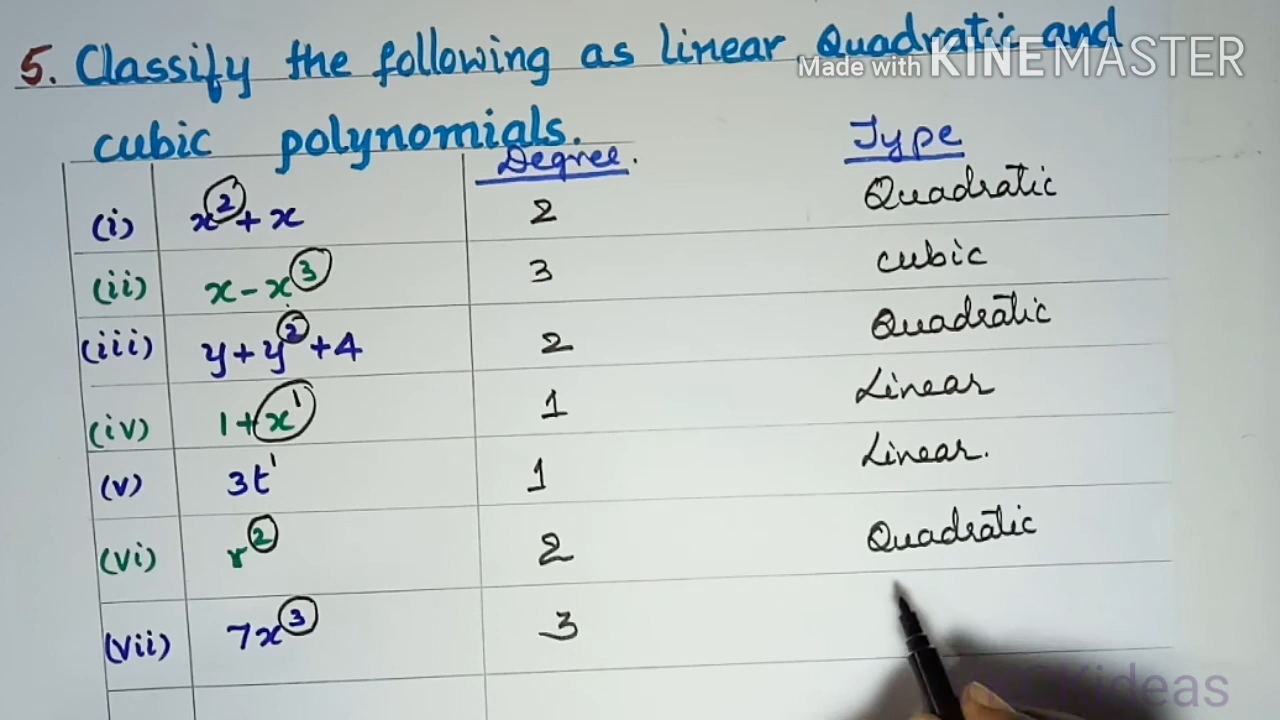 5. Classify the following as linear, Quadratic and
Made with KINEMASTER
cubic polynomials.
Degree. Type
(i) x²+ x 2 Quadratic
(ii) x - x³ 3 cubic
(iii) y + y² + 4 2 Quadratic
(iv) 1 + x¹ 1 Linear
(v) 3t¹ 1 Linear.
(vi) r² 2 Quadratic
(vii) 7x³ 3
ideas